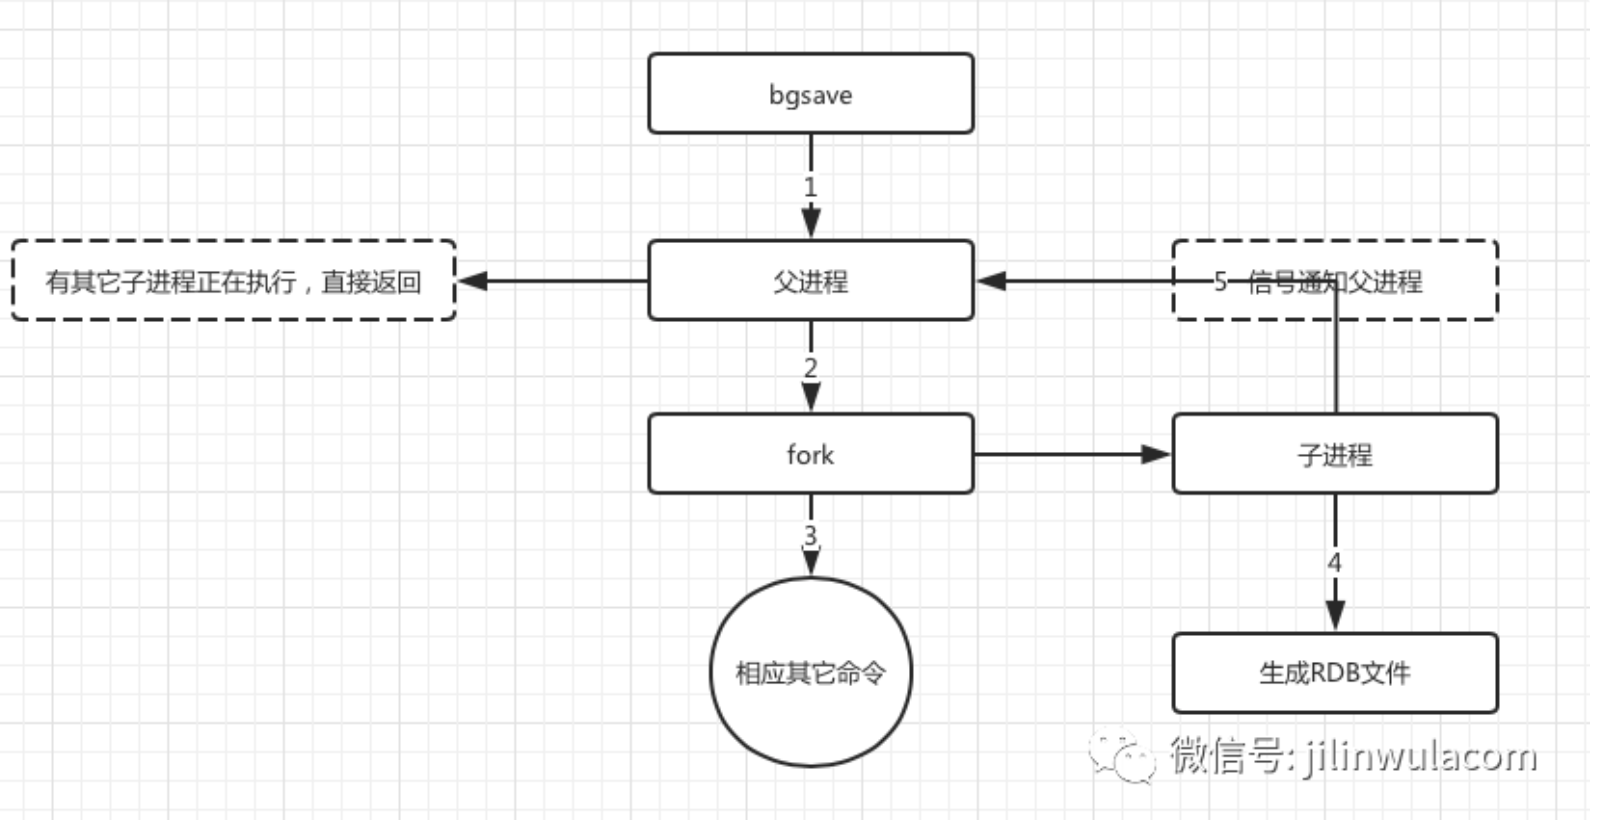 bgsave
1
有其它子进程正在执行，直接返回
父进程
5
信号通知父进程
2
fork
子进程
3
4
相应其它命令
生成RDB文件
微信号: jilinwulacom